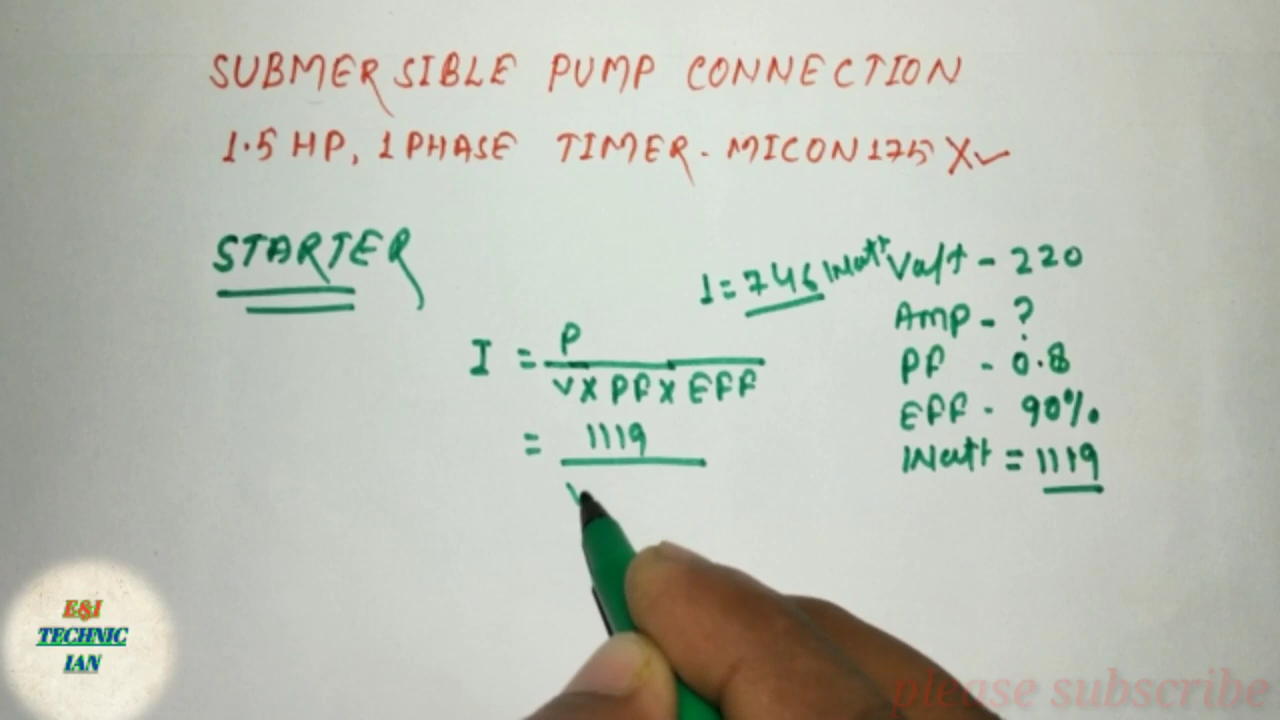 SUBMERSIBLE PUMP CONNECTION
1.5 HP, 1 PHASE TIMER - MICON 175 X✓
STARTER
1 = 746 Watt
Volt - 220
Amp - ?
PF - 0.8
EFF - 90%
Watt = 1119
I = P
V X PF X EFF
= 1119
V
E&I
TECHNIC
IAN
please subscribe